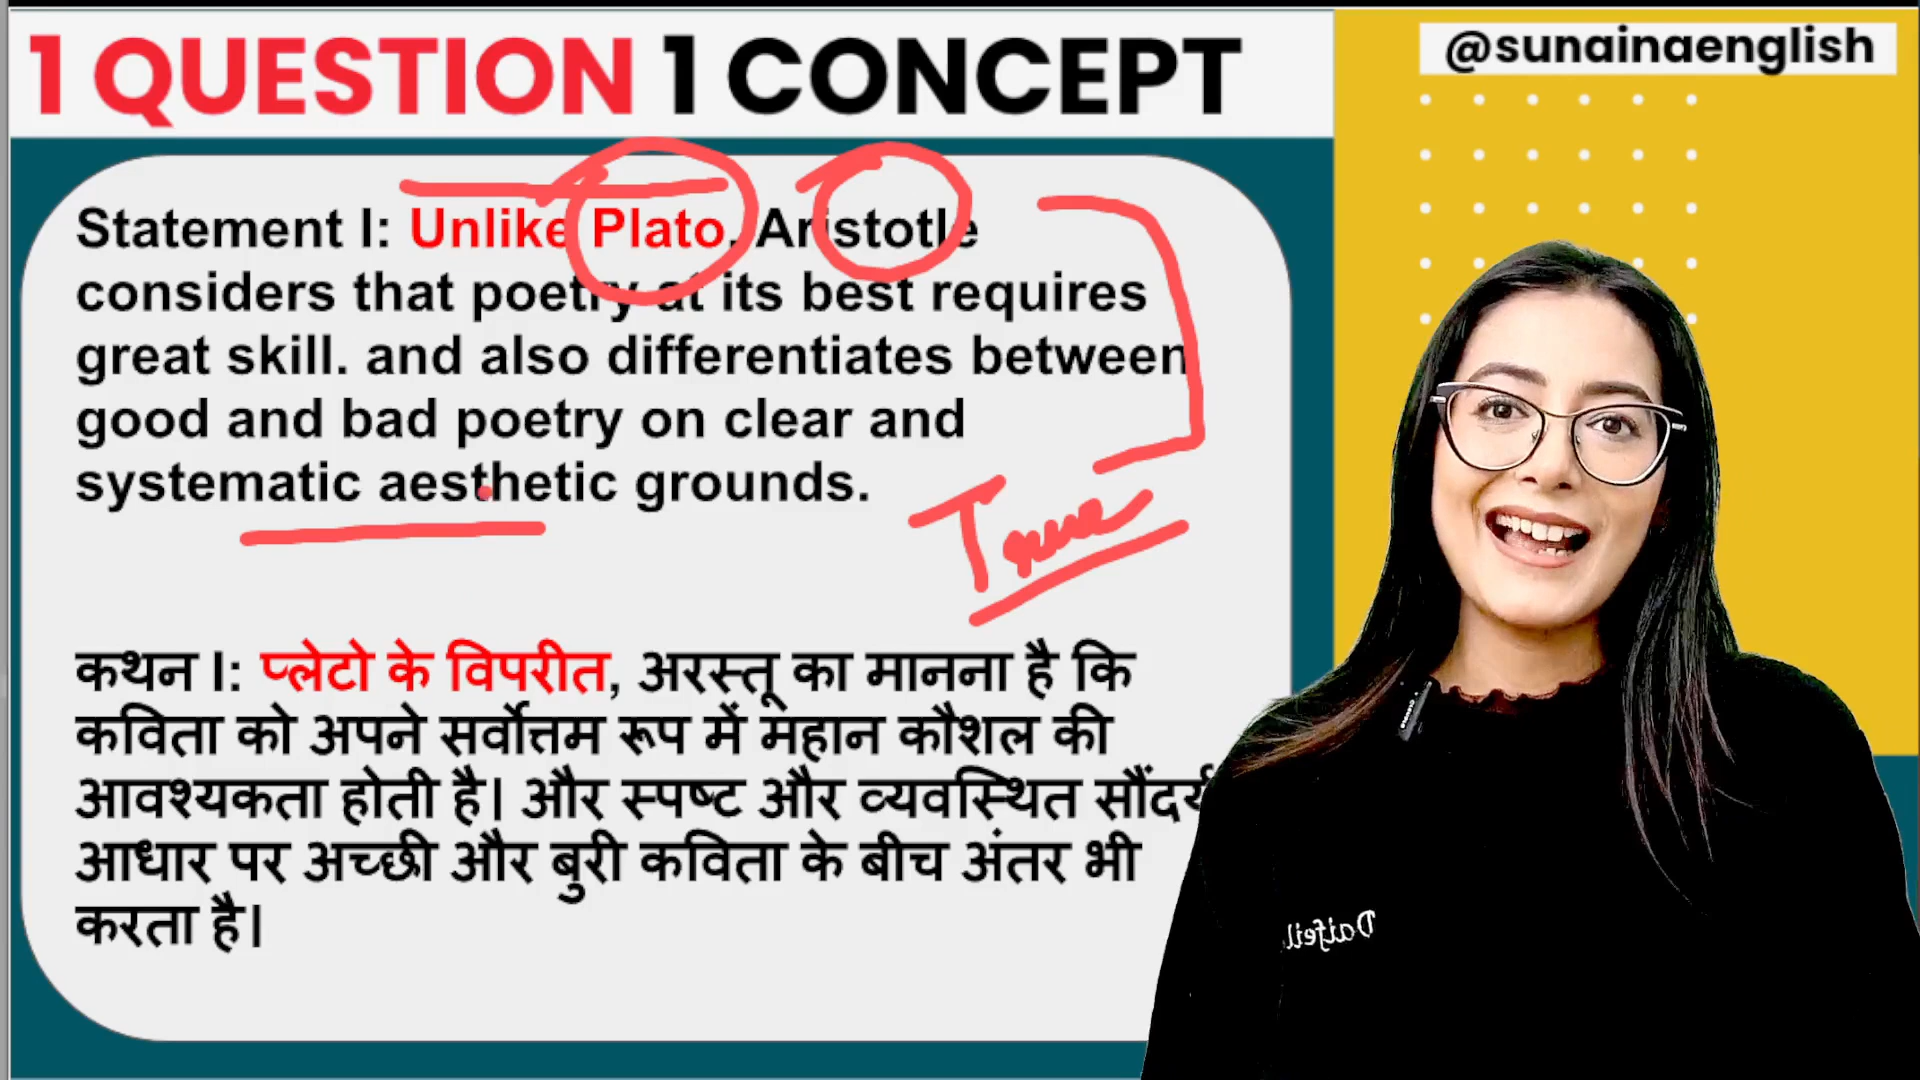 1 QUESTION 1 CONCEPT
@sunainaenglish
Statement I: Unlike Plato, Aristotle
considers that poetry at its best requires
great skill. and also differentiates between
good and bad poetry on clear and
systematic aesthetic grounds.
True
कथन I: प्लेटो के विपरीत, अरस्तू का मानना है कि
कविता को अपने सर्वोत्तम रूप में महान कौशल की
आवश्यकता होती है। और स्पष्ट और व्यवस्थित सौंदर्य
आधार पर अच्छी और बुरी कविता के बीच अंतर भी
करता है।